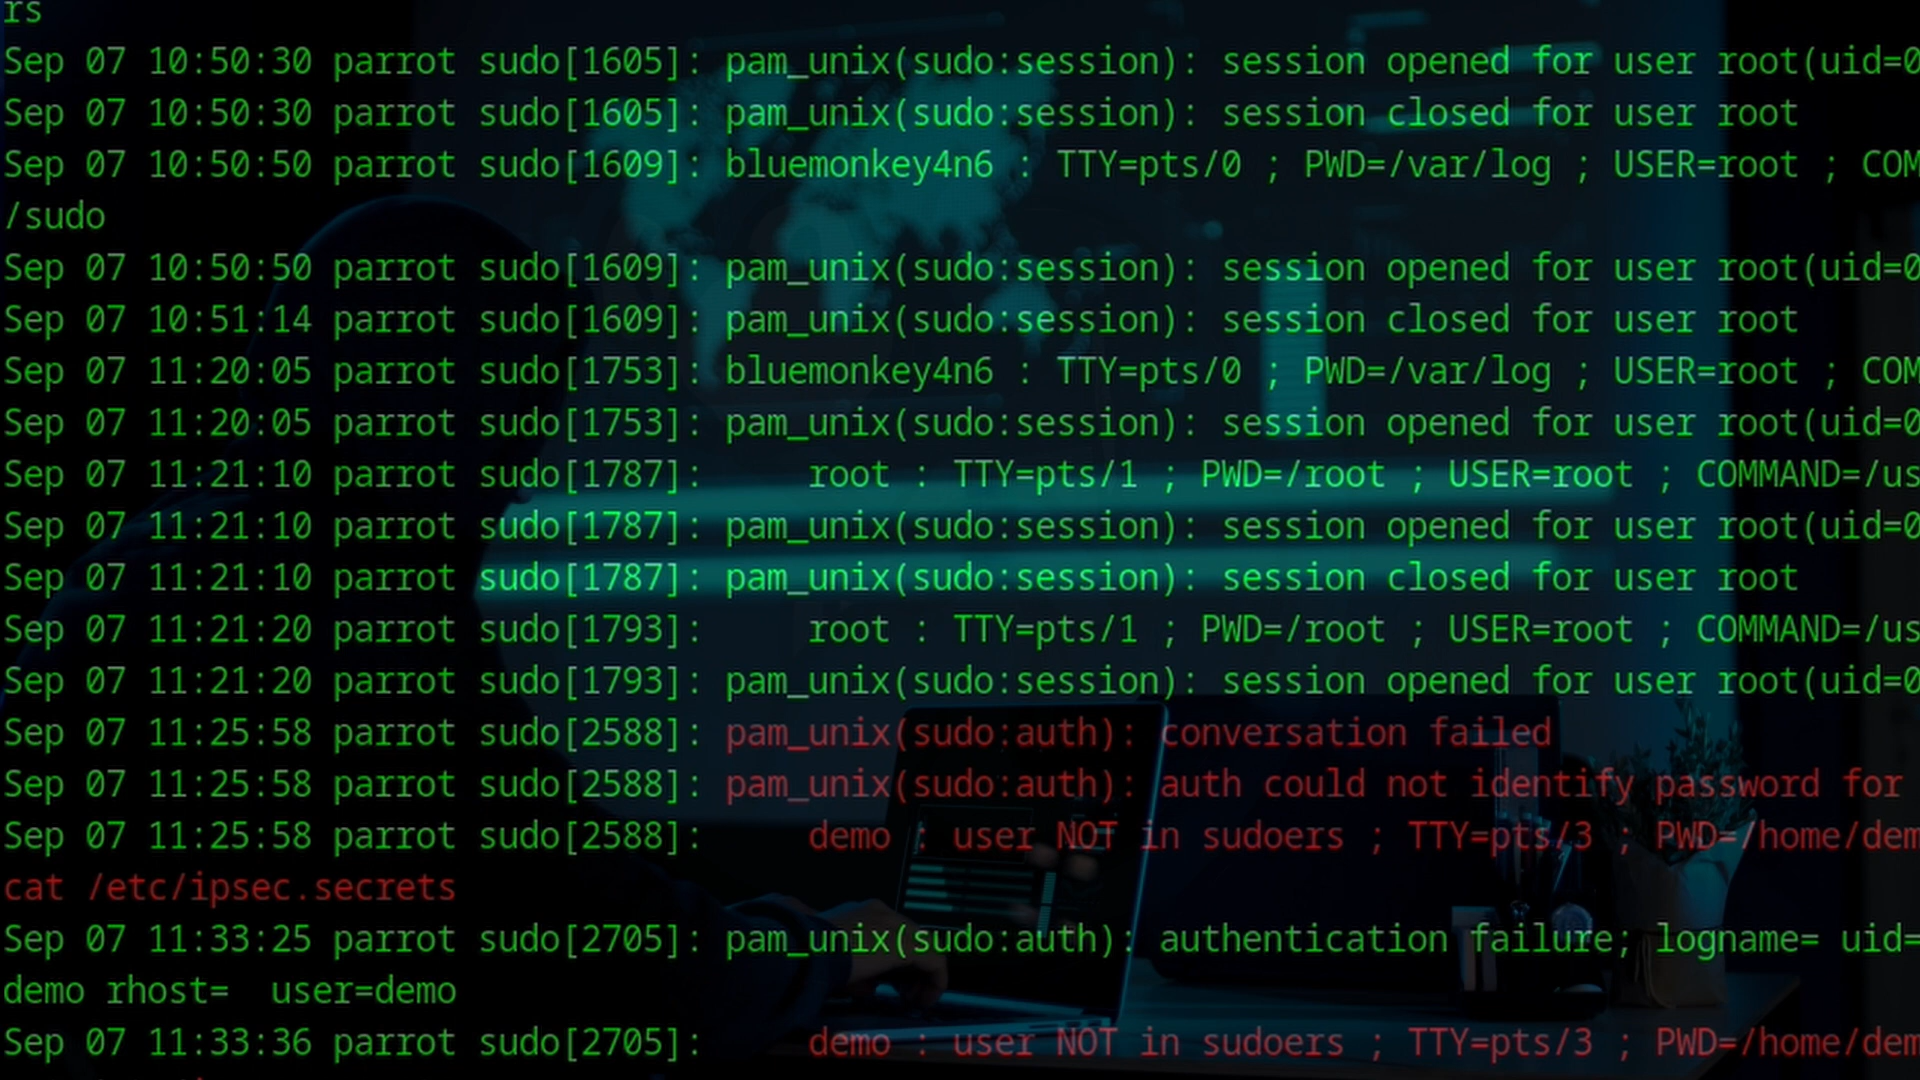 rs
Sep 07 10:50:30 parrot sudo[1605]: pam_unix(sudo:session): session opened for user root(uid=0
Sep 07 10:50:30 parrot sudo[1605]: pam_unix(sudo:session): session closed for user root
Sep 07 10:50:50 parrot sudo[1609]: bluemonkey4n6 : TTY=pts/0 ; PWD=/var/log ; USER=root ; COM
/sudo
Sep 07 10:50:50 parrot sudo[1609]: pam_unix(sudo:session): session opened for user root(uid=0
Sep 07 10:51:14 parrot sudo[1609]: pam_unix(sudo:session): session closed for user root
Sep 07 11:20:05 parrot sudo[1753]: bluemonkey4n6 : TTY=pts/0 ; PWD=/var/log ; USER=root ; COM
Sep 07 11:20:05 parrot sudo[1753]: pam_unix(sudo:session): session opened for user root(uid=0
Sep 07 11:21:10 parrot sudo[1787]: root : TTY=pts/1 ; PWD=/root ; USER=root ; COMMAND=/us
Sep 07 11:21:10 parrot sudo[1787]: pam_unix(sudo:session): session opened for user root(uid=0
Sep 07 11:21:10 parrot sudo[1787]: pam_unix(sudo:session): session closed for user root
Sep 07 11:21:20 parrot sudo[1793]: root : TTY=pts/1 ; PWD=/root ; USER=root ; COMMAND=/us
Sep 07 11:21:20 parrot sudo[1793]: pam_unix(sudo:session): session opened for user root(uid=0
Sep 07 11:25:58 parrot sudo[2588]: pam_unix(sudo:auth): conversation failed
Sep 07 11:25:58 parrot sudo[2588]: pam_unix(sudo:auth): auth could not identify password for
Sep 07 11:25:58 parrot sudo[2588]: demo : user NOT in sudoers ; TTY=pts/3 ; PWD=/home/dem
cat /etc/ipsec.secrets
Sep 07 11:33:25 parrot sudo[2705]: pam_unix(sudo:auth): authentication failure; logname= uid=
demo rhost=  user=demo
Sep 07 11:33:36 parrot sudo[2705]: demo : user NOT in sudoers ; TTY=pts/3 ; PWD=/home/dem